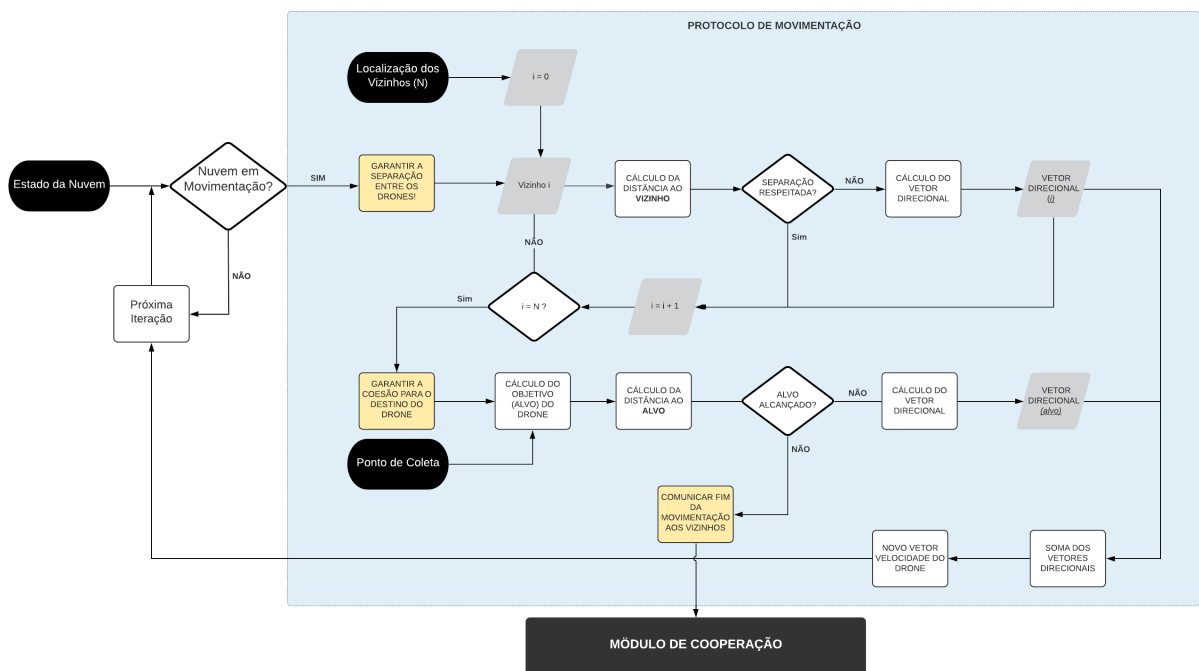 PROTOCOLO DE MOVIMENTAÇÃO
Localização dos
Vizinhos (N)
i = 0
Estado da Nuvem
Nuvem em
Movimentação?
SIM
GARANTIR A
SEPARAÇÃO
ENTRE OS
DRONES!
Vizinho i
CÁLCULO DA
DISTÂNCIA AO
VIZINHO
SEPARAÇÃO
RESPEITADA?
NÃO
CÁLCULO DO
VETOR
DIRECIONAL
VETOR
DIRECIONAL
(i)
Sim
NÃO
NÃO
Próxima
Iteração
Sim
i = N ?
i = i + 1
GARANTIR A
COESÃO PARA O
DESTINO DO
DRONE
CÁLCULO DO
OBJETIVO
(ALVO) DO
DRONE
CÁLCULO DA
DISTÂNCIA AO
ALVO
ALVO
ALCANÇADO?
NÃO
CÁLCULO DO
VETOR
DIRECIONAL
VETOR
DIRECIONAL
(alvo)
Ponto de Coleta
NÃO
COMUNICAR FIM
DA
MOVIMENTAÇÃO
AOS VIZINHOS
NOVO VETOR
VELOCIDADE DO
DRONE
SOMA DOS
VETORES
DIRECIONAIS
MÖDULO DE COOPERAÇÃO